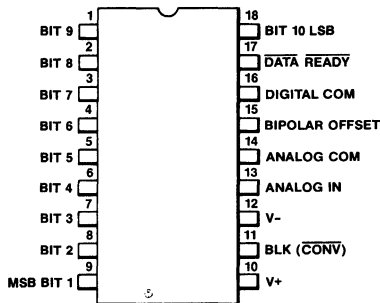 1 18
BIT 9 BIT 10 LSB
2 17
BIT 8 DATA READY
3 16
BIT 7 DIGITAL COM
4 15
BIT 6 BIPOLAR OFFSET
5 14
BIT 5 ANALOG COM
6 13
BIT 4 ANALOG IN
7 12
BIT 3 V–
8 11
BIT 2 BLK (CONV)
9 10
MSB BIT 1 V+